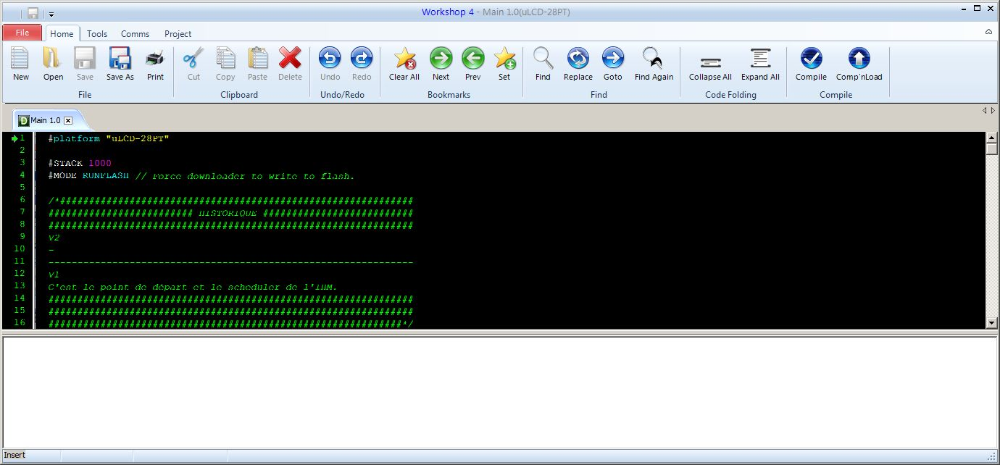 Workshop 4 - Main 1.0(uLCD-28PT)
File Home Tools Comms Project
New Open Save Save As Print Cut Copy Paste Delete Undo Redo Clear All Next Prev Set Find Replace Goto Find Again Collapse All Expand All Compile Comp'nLoad
File Clipboard Undo/Redo Bookmarks Find Code Folding Compile
D Main 1.0
1 #platform "uLCD-28PT"
2
3 #STACK 1000
4 #MODE RUNFLASH // Force downloader to write to flash.
5
6 /*#############################################################
7 ######################### HISTORIQUE ##########################
8 ###############################################################
9 v2
10 -
11 ---------------------------------------------------------------
12 v1
13 C'est le point de départ et le scheduler de l'IHM.
14 ###############################################################
15 ###############################################################
16 #############################################################*/
Insert